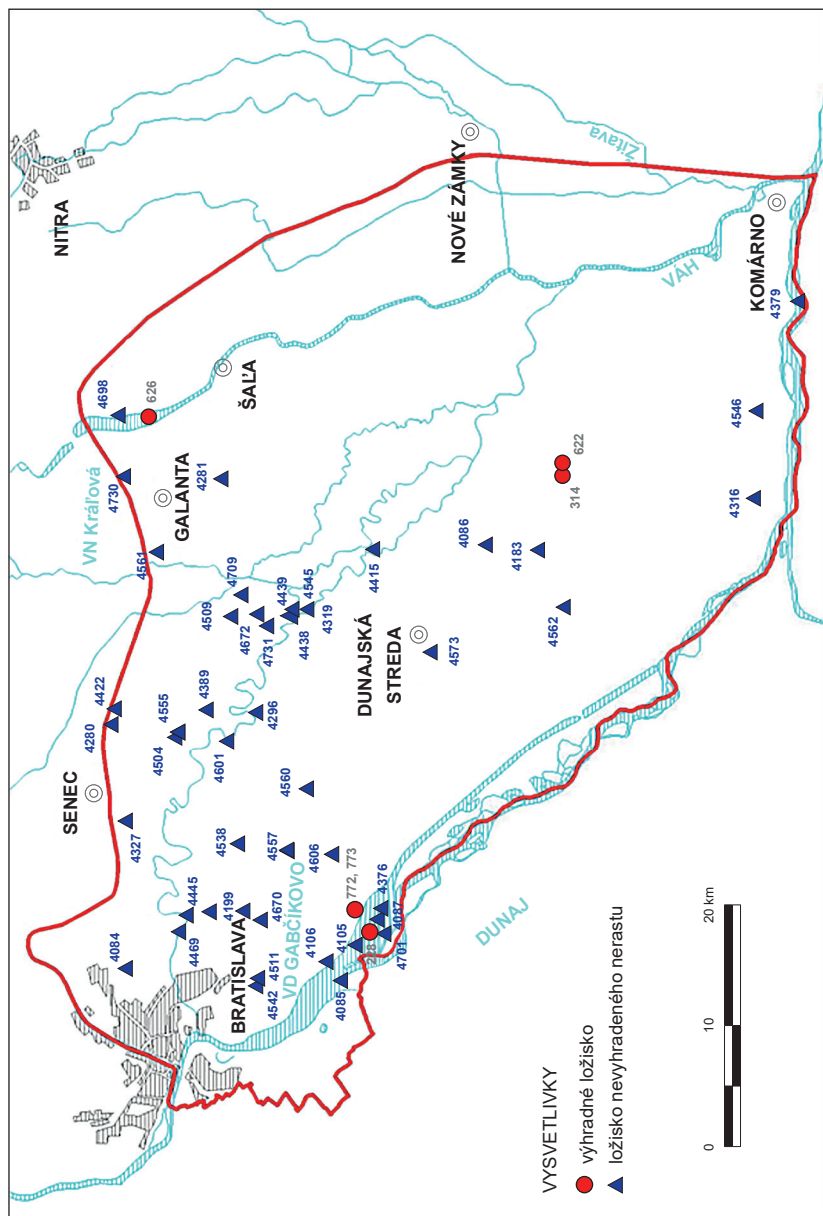 NITRA
Žitava
NOVÉ ZÁMKY
KOMÁRNO
VÁH
4379
4698
626
ŠAĽA
4546
VN Kráľová
4730
GALANTA
4281
622
314
4316
4561
4086
4183
4415
4709
4509
4672
4439
4545
4731
4438
4319
4562
DUNAJSKÁ
STREDA
4573
4422
4280
4555
4389
4504
4296
4601
SENEC
4560
4327
4538
4557
4606
772, 773
4376
4445
4199
4670
4087
4469
BRATISLAVA
VD GABČÍKOVO
4106
4105
228
4701
4084
4511
4542
4085
DUNAJ
VYSVETLIVKY
výhradné ložisko
ložisko nevyhradeného nerastu
0
10
20 km